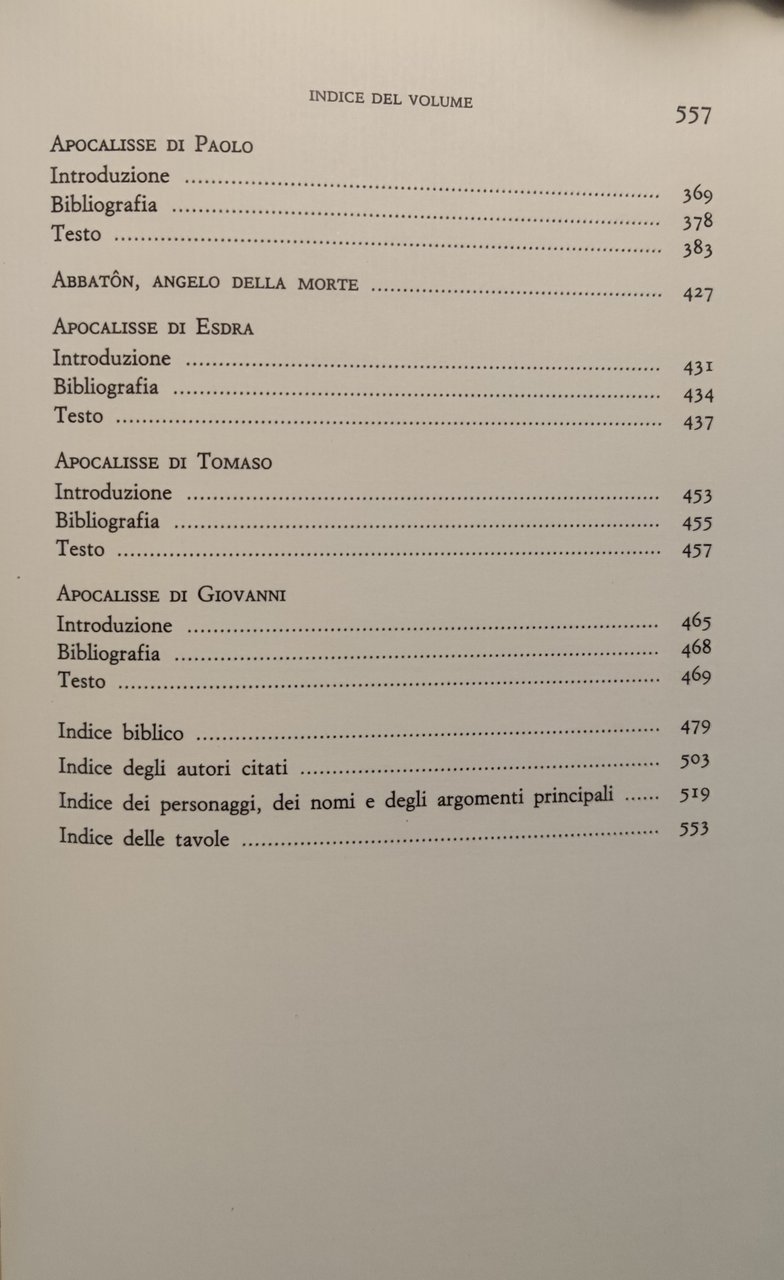 INDICE DEL VOLUME 557
APOCALISSE DI PAOLO
Introduzione ........ 369
Bibliografia ........ 378
Testo ........ 383
ABBATÔN, ANGELO DELLA MORTE ........ 427
APOCALISSE DI ESDRA
Introduzione ........ 431
Bibliografia ........ 434
Testo ........ 437
APOCALISSE DI TOMASO
Introduzione ........ 453
Bibliografia ........ 455
Testo ........ 457
APOCALISSE DI GIOVANNI
Introduzione ........ 465
Bibliografia ........ 468
Testo ........ 469
Indice biblico ........ 479
Indice degli autori citati ........ 503
Indice dei personaggi, dei nomi e degli argomenti principali ...... 519
Indice delle tavole ........ 553